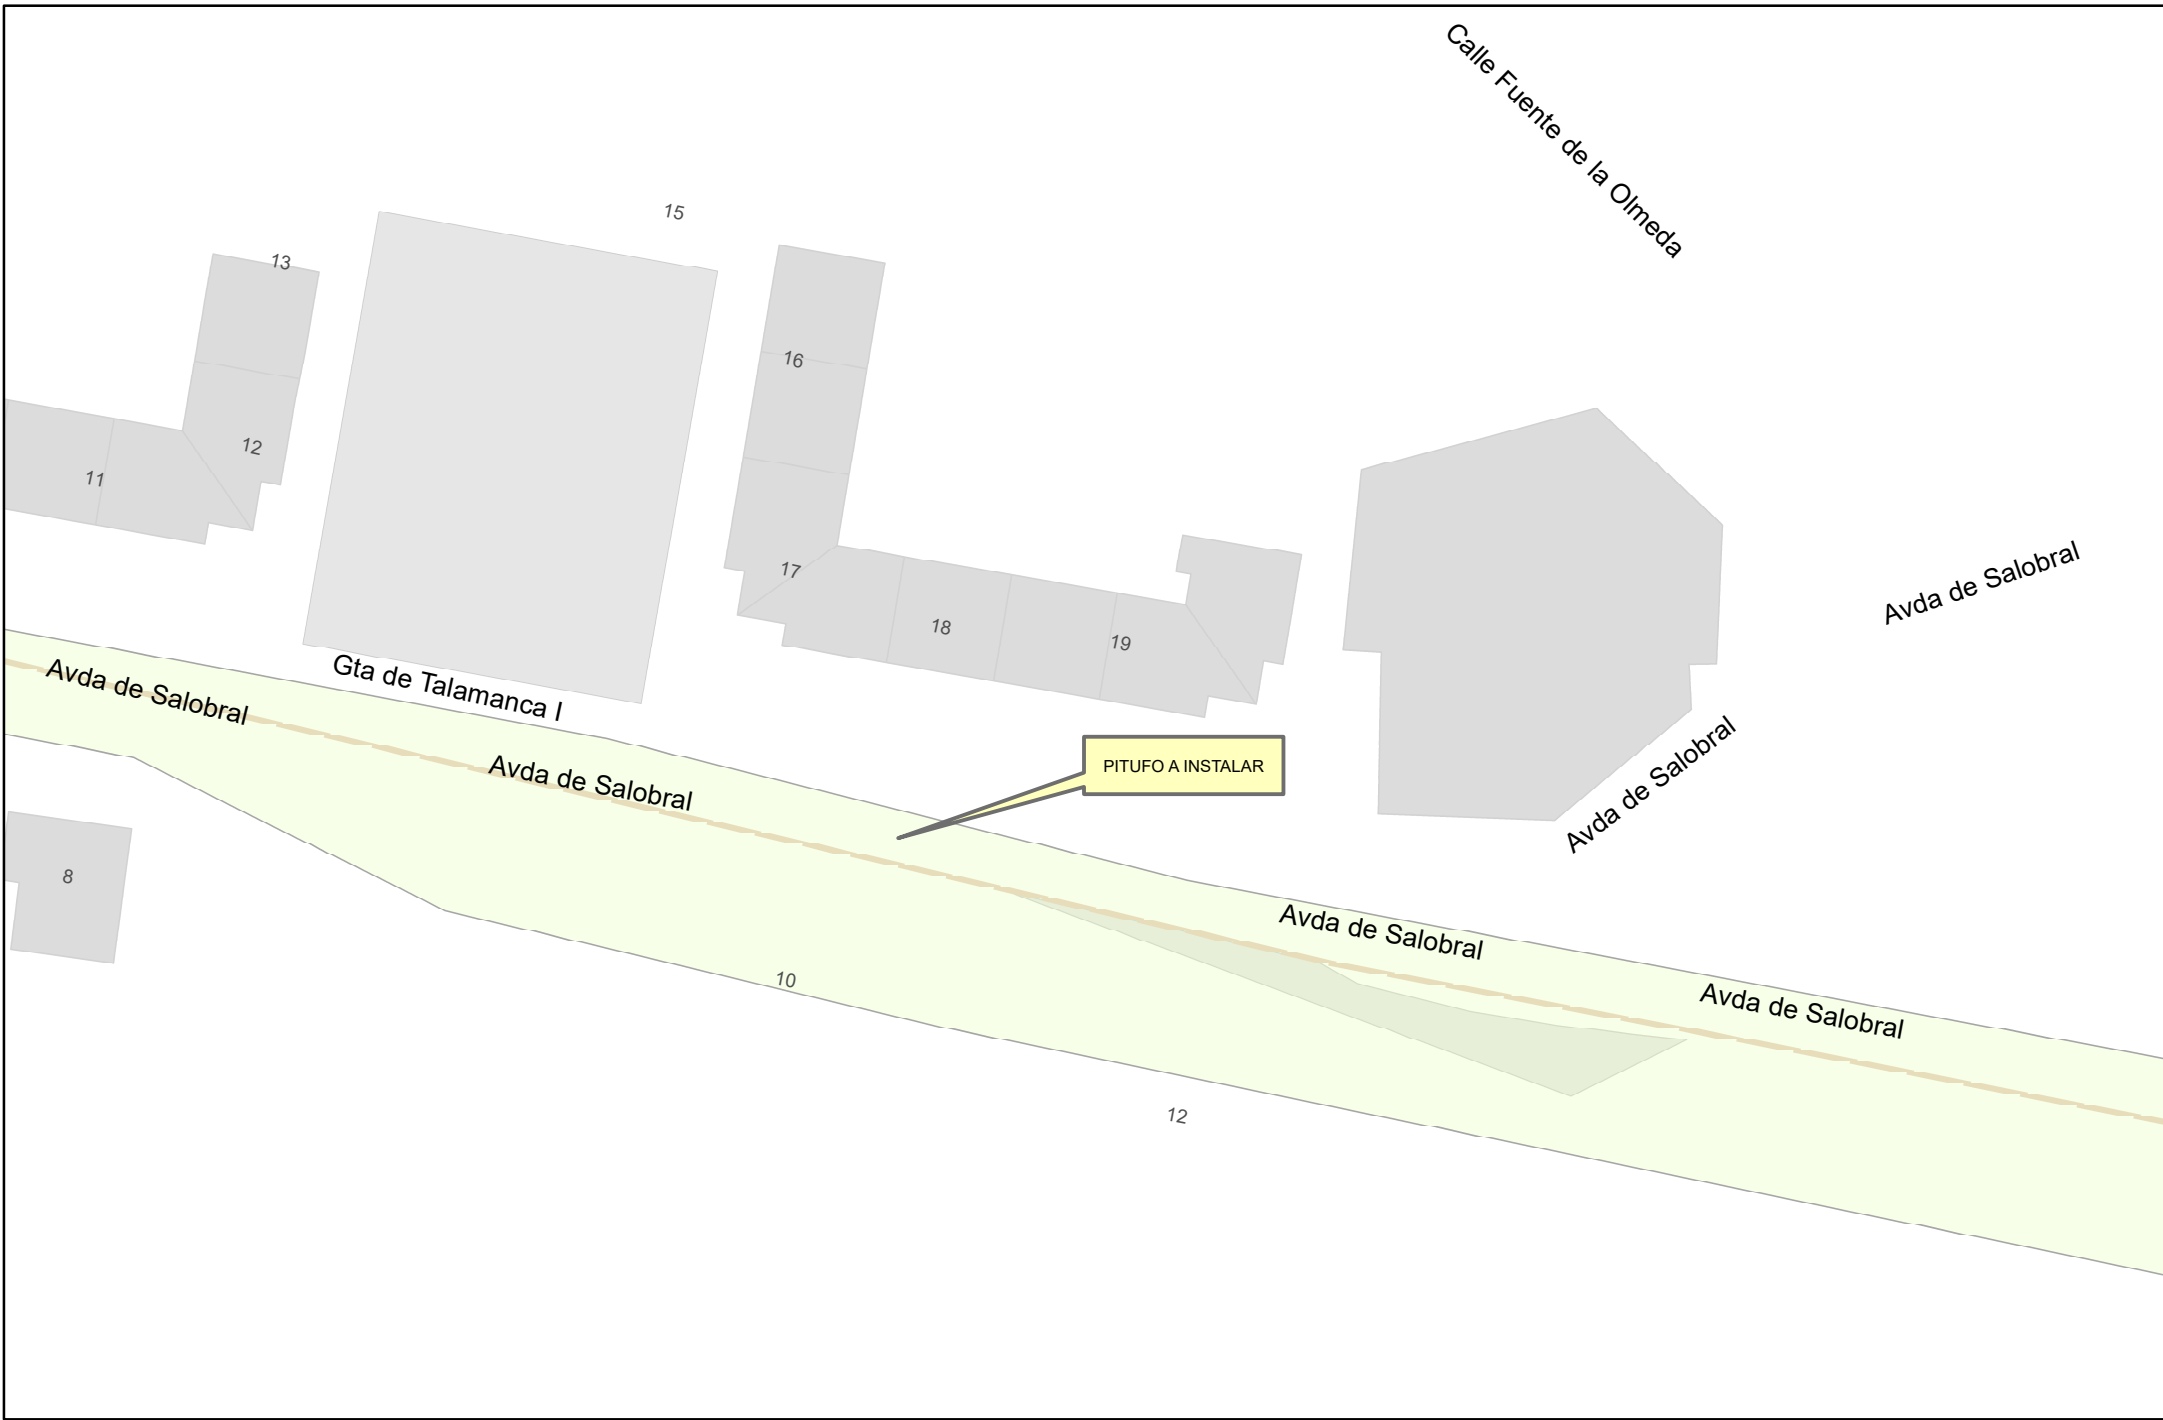 Calle Fuente de la Olmeda
15
13
16
12
11
Avda de Salobral
17
18
19
Gta de Talamanca I
Avda de Salobral
Avda de Salobral
PITUFO A INSTALAR
Avda de Salobral
8
Avda de Salobral
10
Avda de Salobral
12